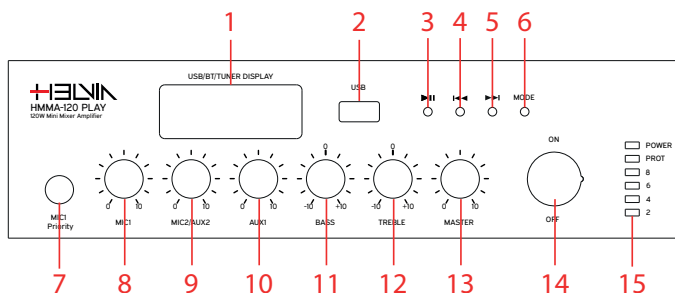 1 2 3 4 5 6
USB/BT/TUNER DISPLAY
USB
MODE
HELVIA
HMMA-120 PLAY
120W Mini Mixer Amplifier
ON
POWER
PROT
8
6
4
2
0 0
0 10 0 10 0 10 -10 +10 -10 +10 0 10
OFF
MIC1
Priority
MIC1 MIC2/AUX2 AUX1 BASS TREBLE MASTER
7 8 9 10 11 12 13 14 15